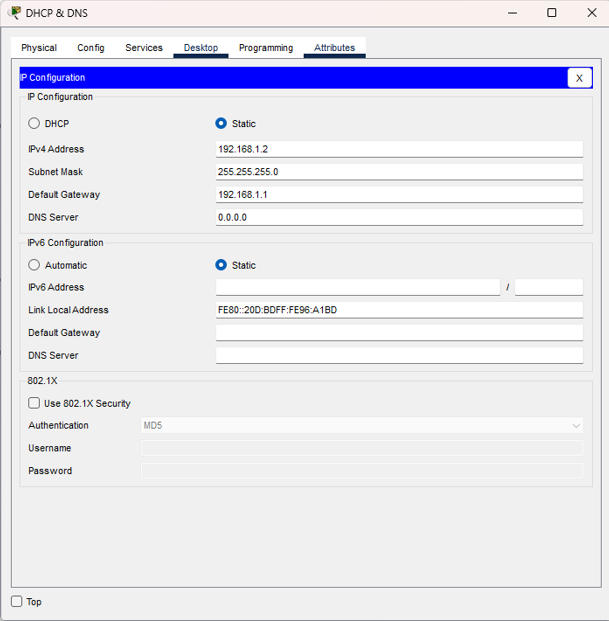 DHCP & DNS
Physical Config Services Desktop Programming Attributes
IP Configuration X
IP Configuration
DHCP Static
IPv4 Address 192.168.1.2
Subnet Mask 255.255.255.0
Default Gateway 192.168.1.1
DNS Server 0.0.0.0
IPv6 Configuration
Automatic Static
IPv6 Address /
Link Local Address FE80::20D:BDFF:FE96:A1BD
Default Gateway
DNS Server
802.1X
Use 802.1X Security
Authentication MD5
Username
Password
Top